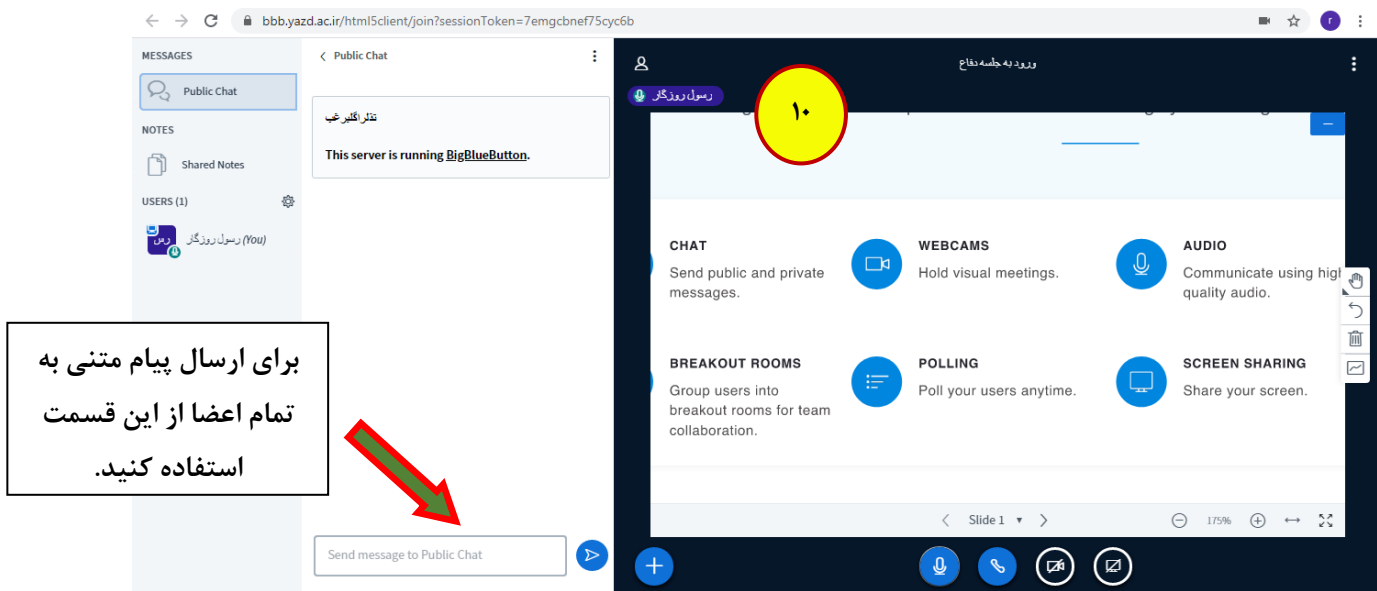 bbb.yazd.ac.ir/html5client/join?sessionToken=7emgcbnef75cyc6b
r
MESSAGES
Public Chat
NOTES
Shared Notes
USERS (1)
رس
رسول روزگار (You)
Public Chat
تذلراگلبرغب
This server is running BigBlueButton.
Send message to Public Chat
ورود به جلسه دفاع
رسول روزگار
۱۰
CHAT
Send public and private
messages.
WEBCAMS
Hold visual meetings.
AUDIO
Communicate using high
quality audio.
BREAKOUT ROOMS
Group users into
breakout rooms for team
collaboration.
POLLING
Poll your users anytime.
SCREEN SHARING
Share your screen.
Slide 1
175%
برای ارسال پیام متنی به
تمام اعضا از این قسمت
استفاده کنید.